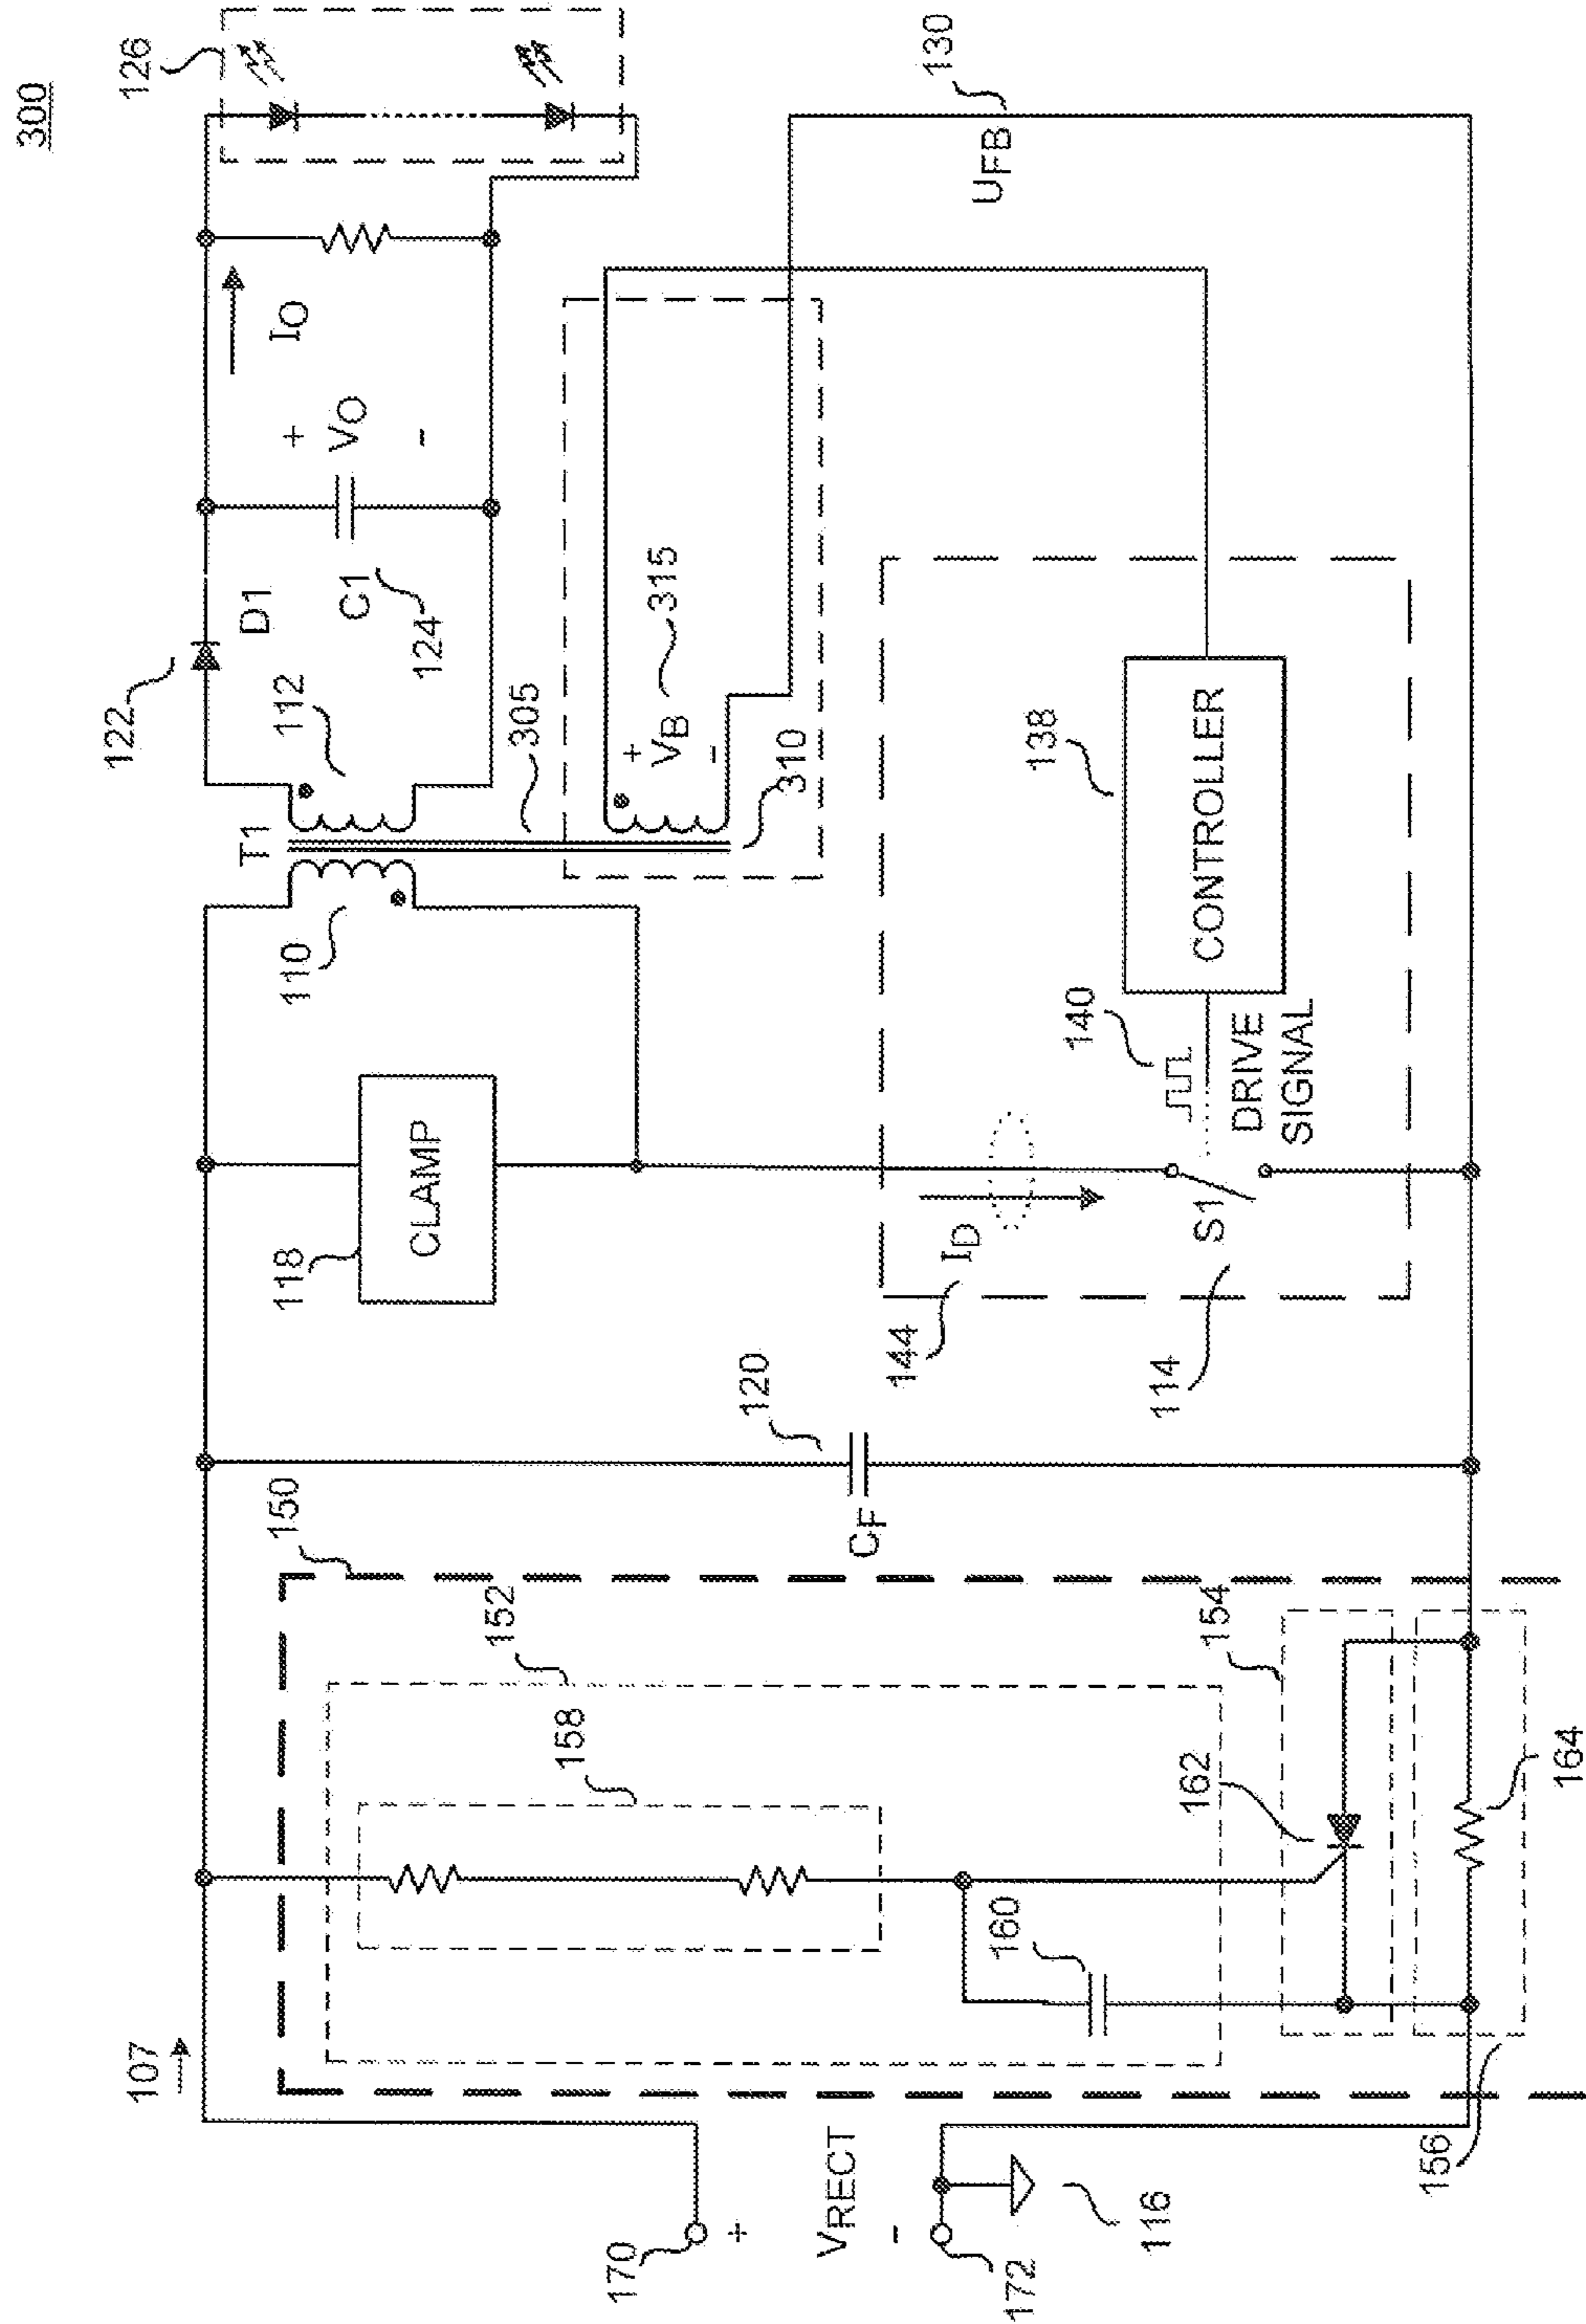 300
107
150
152
158
160
162
154
156
164
170
+
VRECT
-
172
116
CF
120
118
CLAMP
110
T1
112
122
D1
C1
124
+
VO
-
IO
126
305
+
VB
-
315
310
UFB
130
144
ID
114
S1
140
DRIVE
SIGNAL
138
CONTROLLER